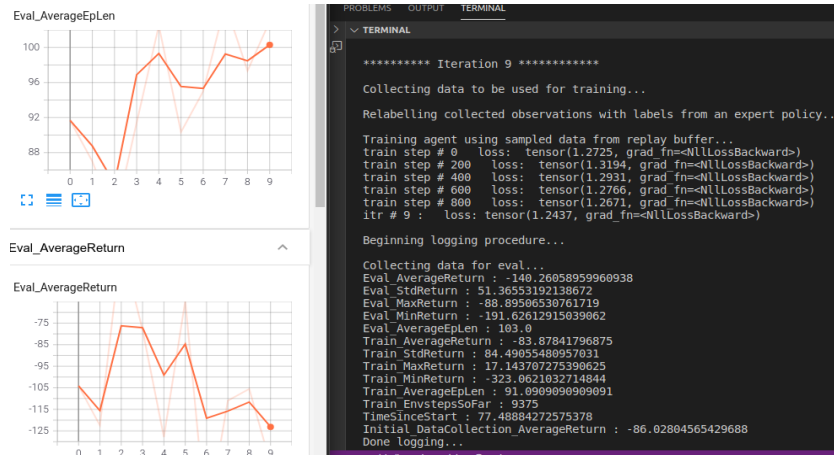 Eval_AverageEpLen
100
96
92
88
0 1 2 3 4 5 6 7 8 9
Eval_AverageReturn
Eval_AverageReturn
-75
-85
-95
-105
-115
-125
0 1 2 3 4 5 6 7 8 9
PROBLEMS OUTPUT TERMINAL
TERMINAL
********** Iteration 9 ************
Collecting data to be used for training...
Relabelling collected observations with labels from an expert policy..
Training agent using sampled data from replay buffer...
train step # 0 loss: tensor(1.2725, grad_fn=<NllLossBackward>)
train step # 200 loss: tensor(1.3194, grad_fn=<NllLossBackward>)
train step # 400 loss: tensor(1.2931, grad_fn=<NllLossBackward>)
train step # 600 loss: tensor(1.2766, grad_fn=<NllLossBackward>)
train step # 800 loss: tensor(1.2671, grad_fn=<NllLossBackward>)
itr # 9 : loss: tensor(1.2437, grad_fn=<NllLossBackward>)
Beginning logging procedure...
Collecting data for eval...
Eval_AverageReturn : -140.26058959960938
Eval_StdReturn : 51.36553192138672
Eval_MaxReturn : -88.89506530761719
Eval_MinReturn : -191.62612915039062
Eval_AverageEpLen : 103.0
Train_AverageReturn : -83.87841796875
Train_StdReturn : 84.49055480957031
Train_MaxReturn : 17.143707275390625
Train_MinReturn : -323.0621032714844
Train_AverageEpLen : 91.0909090909091
Train_EnvstepsSoFar : 9375
TimeSinceStart : 77.48884272575378
Initial_DataCollection_AverageReturn : -86.02804565429688
Done logging...